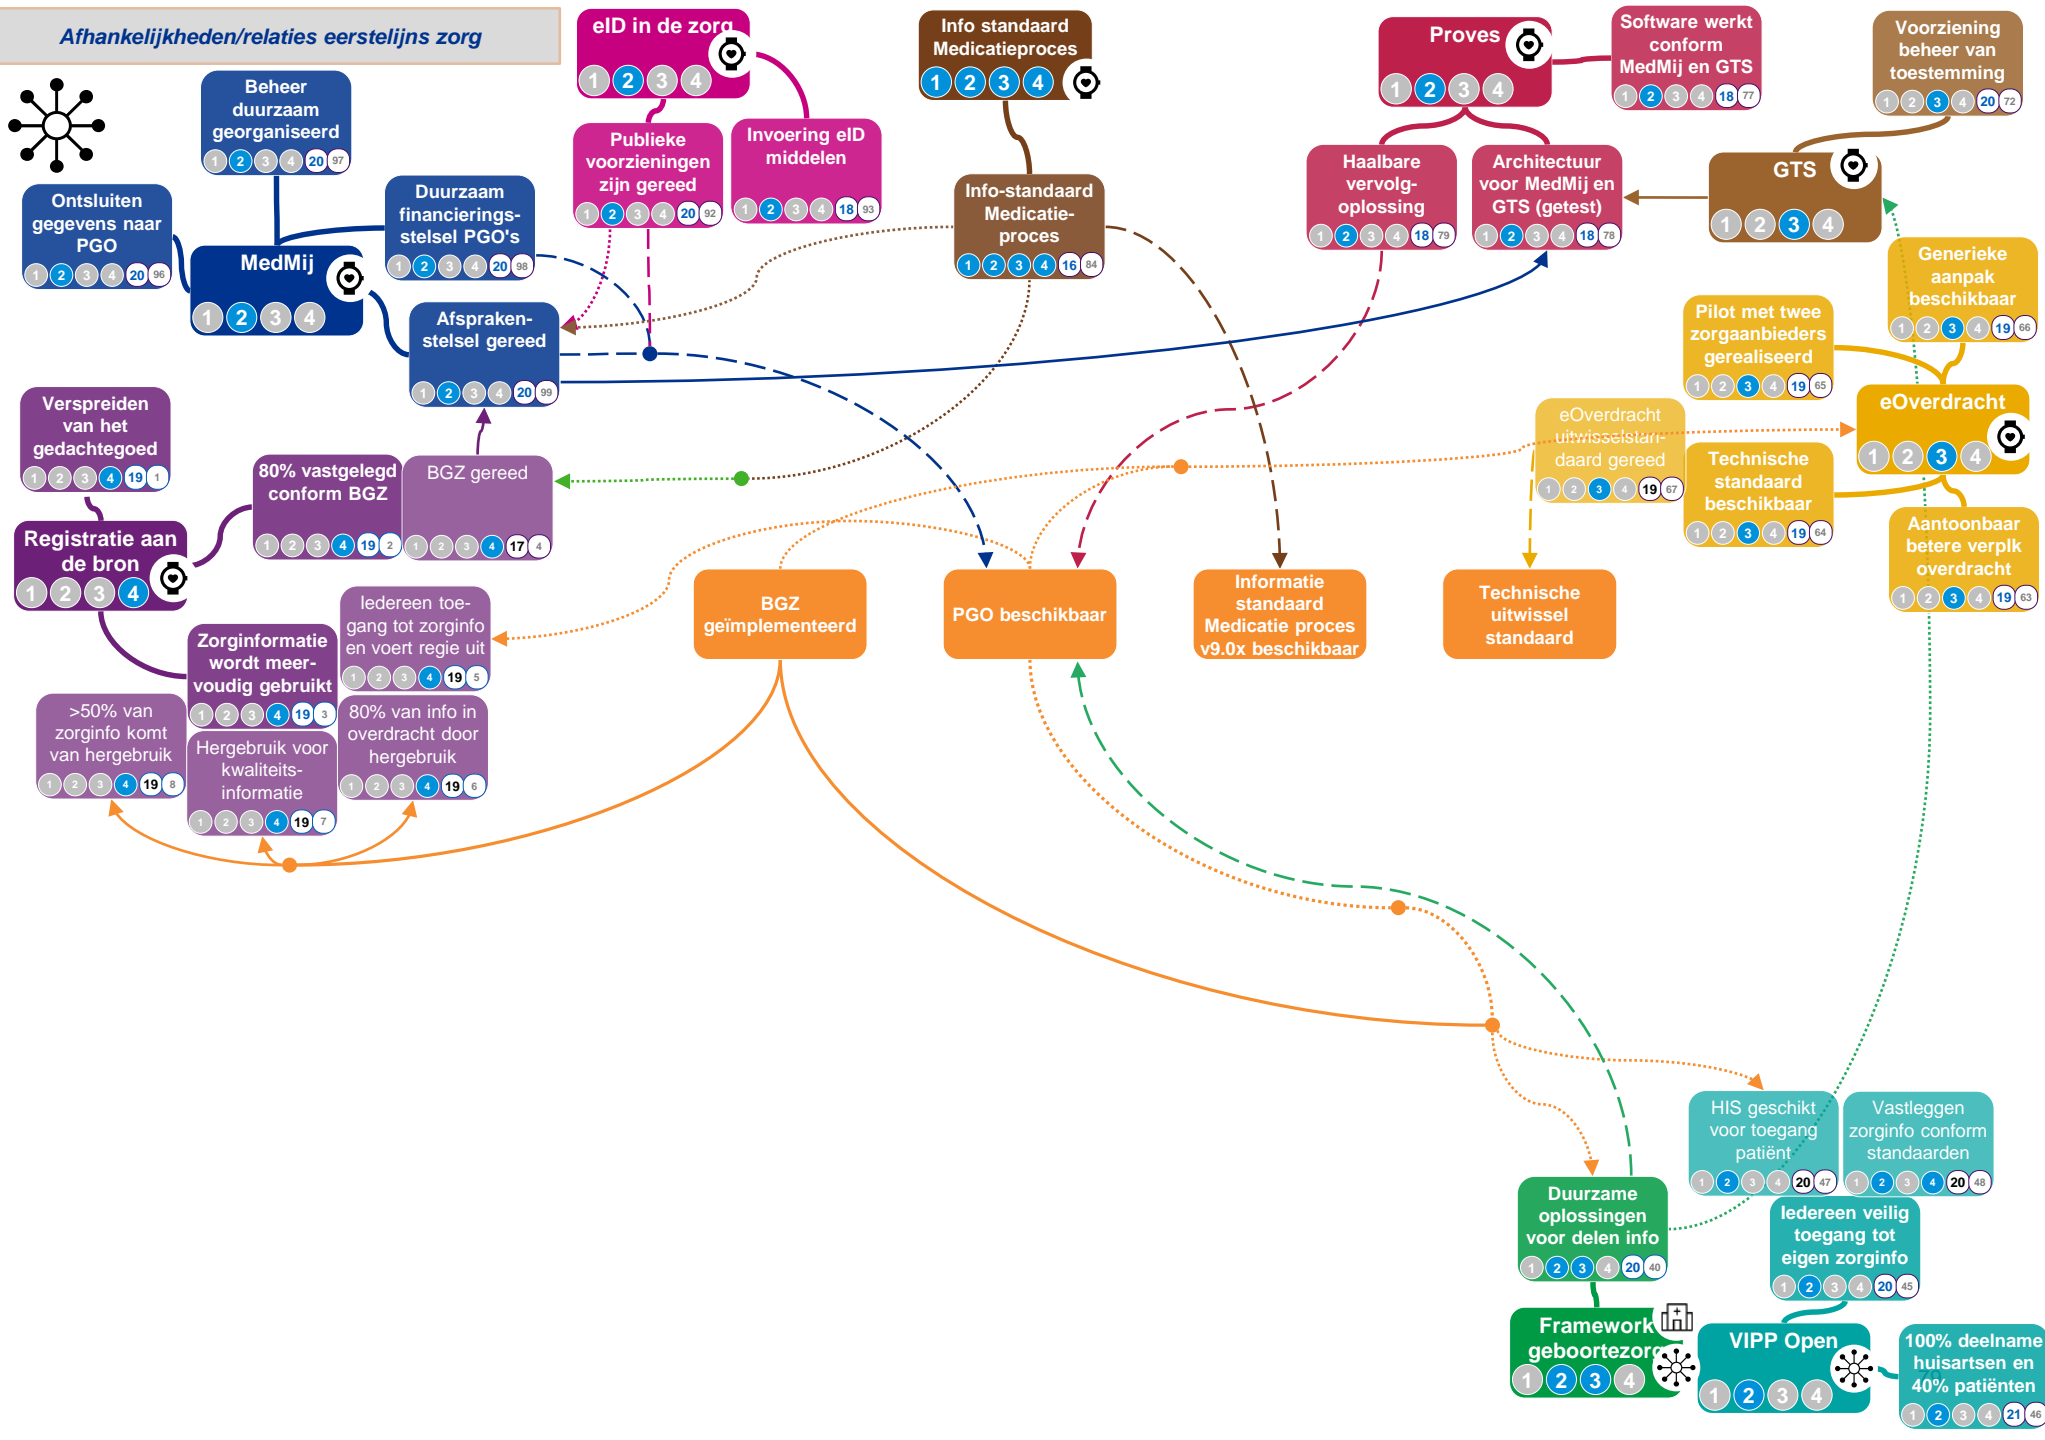 Afhankelijkheden/relaties eerstelijns zorg
Beheer
duurzaam
georganiseerd
1 2 3 4 20 97
Ontsluiten
gegevens naar
PGO
1 2 3 4 20 96
Duurzaam
financierings-
stelsel PGO's
1 2 3 4 20 98
MedMij
1 2 3 4
Afspraken-
stelsel gereed
1 2 3 4 20 99
eID in de zorg
1 2 3 4
Publieke
voorzieningen
zijn gereed
1 2 3 4 20 92
Invoering eID
middelen
1 2 3 4 18 93
Info standaard
Medicatieproces
1 2 3 4
Info-standaard
Medicatie-
proces
1 2 3 4 16 84
Proves
1 2 3 4
Software werkt
conform
MedMij en GTS
1 2 3 4 18 77
Haalbare
vervolg-
oplossing
1 2 3 4 18 79
Architectuur
voor MedMij en
GTS (getest)
1 2 3 4 18 78
Voorziening
beheer van
toestemming
1 2 3 4 20 72
GTS
1 2 3 4
Generieke
aanpak
beschikbaar
1 2 3 4 19 66
Pilot met twee
zorgaanbieders
gerealiseerd
1 2 3 4 19 65
eOverdracht
1 2 3 4
eOverdracht
uitwisselstan-
daard gereed
1 2 3 4 19 67
Technische
standaard
beschikbaar
1 2 3 4 19 64
Aantoonbaar
betere verplk
overdracht
1 2 3 4 19 63
Verspreiden
van het
gedachtegoed
1 2 3 4 19 1
80% vastgelegd
conform BGZ
1 2 3 4 19 2
BGZ gereed
1 2 3 4 17 4
Registratie aan
de bron
1 2 3 4
Iedereen toe-
gang tot zorginfo
en voert regie uit
1 2 3 4 19 5
Zorginformatie
wordt meer-
voudig gebruikt
1 2 3 4 19 3
>50% van
zorginfo komt
van hergebruik
1 2 3 4 19 8
Hergebruik voor
kwaliteits-
informatie
1 2 3 4 19 7
80% van info in
overdracht door
hergebruik
1 2 3 4 19 6
BGZ
geïmplementeerd
PGO beschikbaar
Informatie
standaard
Medicatie proces
v9.0x beschikbaar
Technische
uitwissel
standaard
HIS geschikt
voor toegang
patiënt
1 2 3 4 20 47
Vastleggen
zorginfo conform
standaarden
1 2 3 4 20 48
Duurzame
oplossingen
voor delen info
1 2 3 4 20 40
Iedereen veilig
toegang tot
eigen zorginfo
1 2 3 4 20 45
Framework
geboortezorg
1 2 3 4
VIPP Open
1 2 3 4
100% deelname
huisartsen en
40% patiënten
1 2 3 4 21 46